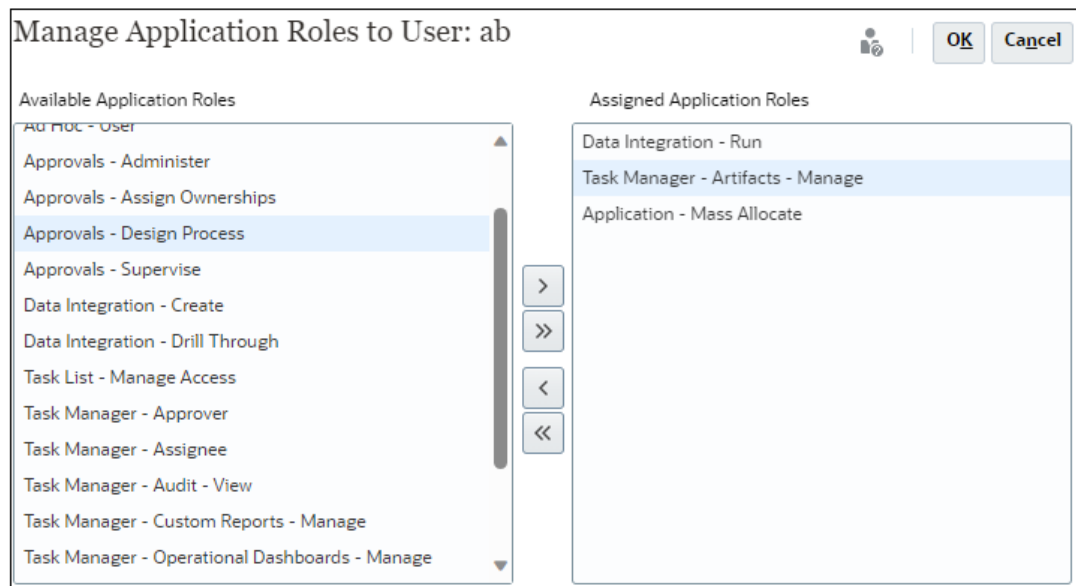 Manage Application Roles to User: ab
OK
Cancel
Available Application Roles
Ad Hoc - User
Approvals - Administer
Approvals - Assign Ownerships
Approvals - Design Process
Approvals - Supervise
Data Integration - Create
Data Integration - Drill Through
Task List - Manage Access
Task Manager - Approver
Task Manager - Assignee
Task Manager - Audit - View
Task Manager - Custom Reports - Manage
Task Manager - Operational Dashboards - Manage
Assigned Application Roles
Data Integration - Run
Task Manager - Artifacts - Manage
Application - Mass Allocate